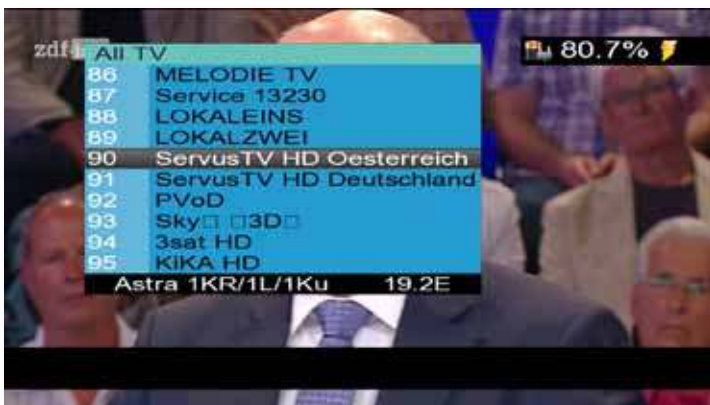 zdf
All TV
80.7%
86 MELODIE TV
87 Service 13230
88 LOKALEINS
89 LOKALZWEI
90 ServusTV HD Oesterreich
91 ServusTV HD Deutschland
92 PVoD
93 Sky□ □3D□
94 3sat HD
95 KiKA HD
Astra 1KR/1L/1Ku 19.2E